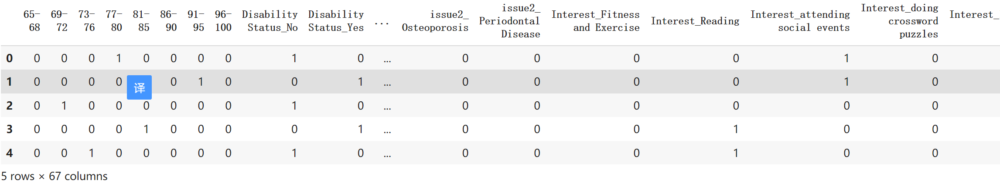 65-68 69-72 73-76 77-80 81-85 86-90 91-95 96-100 Disability Status_No Disability Status_Yes ... issue2_Osteoporosis issue2_Periodontal Disease Interest_Fitness and Exercise Interest_Reading Interest_attending social events Interest_doing crossword puzzles Interest_
0 0 0 0 1 0 0 0 0 1 0 ... 0 0 0 0 1 0
1 0 0 0 0 0 1 0 0 1 ... 0 0 0 0 1 0
译
2 0 1 0 0 0 0 0 0 1 0 ... 0 0 0 0 0 0
3 0 0 0 0 1 0 0 0 0 1 ... 0 0 0 1 0 0
4 0 0 1 0 0 0 0 0 1 0 ... 0 0 0 1 0 0
5 rows × 67 columns